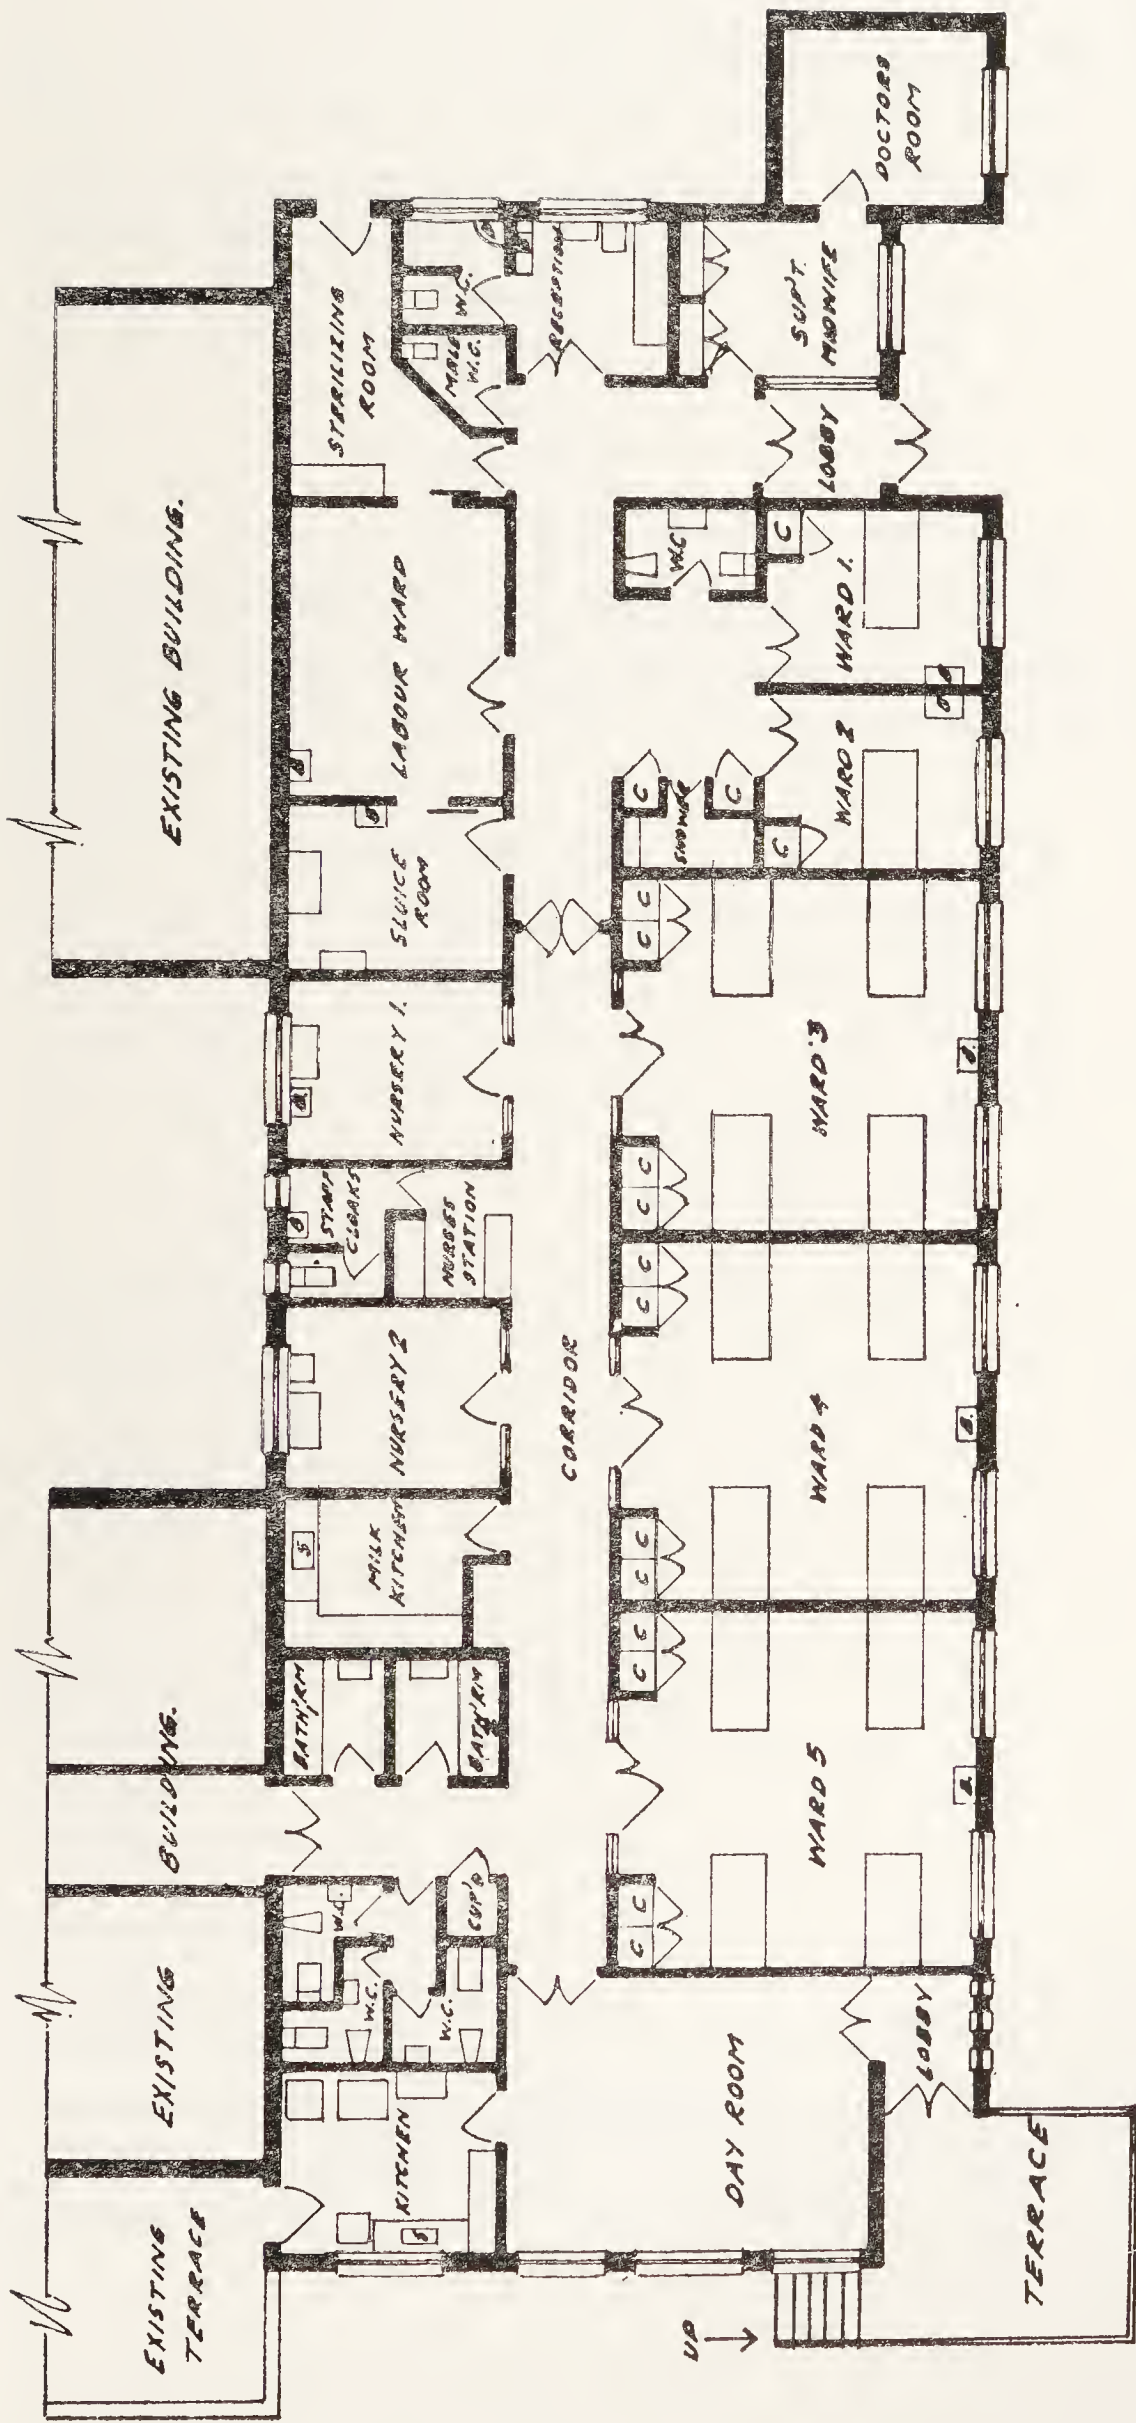 EXISTING BUILDING.
EXISTING
BUILDING.
EXISTING
TERRACE
KITCHEN
S
W.C.
W.C.
W.C.
CUP'D
BATH'RM
BATH'RM
MILK
KITCHEN
S
NURSERY 2
NURSES
STATION
STAFF
CLOAKS
B
NURSERY 1.
B
SLUICE
ROOM
B
LABOUR WARD
B
STERILIZING
ROOM
MALE
W.C.
W.C.
B
RECEPTION
CORRIDOR
DAY ROOM
LOBBY
TERRACE
UP
WARD 5
C C
C C
B.
WARD 4
C C
C C
B.
WARD 3
C C
C C
B.
SHOWER
C
C
WARD 2
C
B
WARD 1.
C
B
W.C
LOBBY
SUP'T.
MIDWIFE
DOCTORS
ROOM